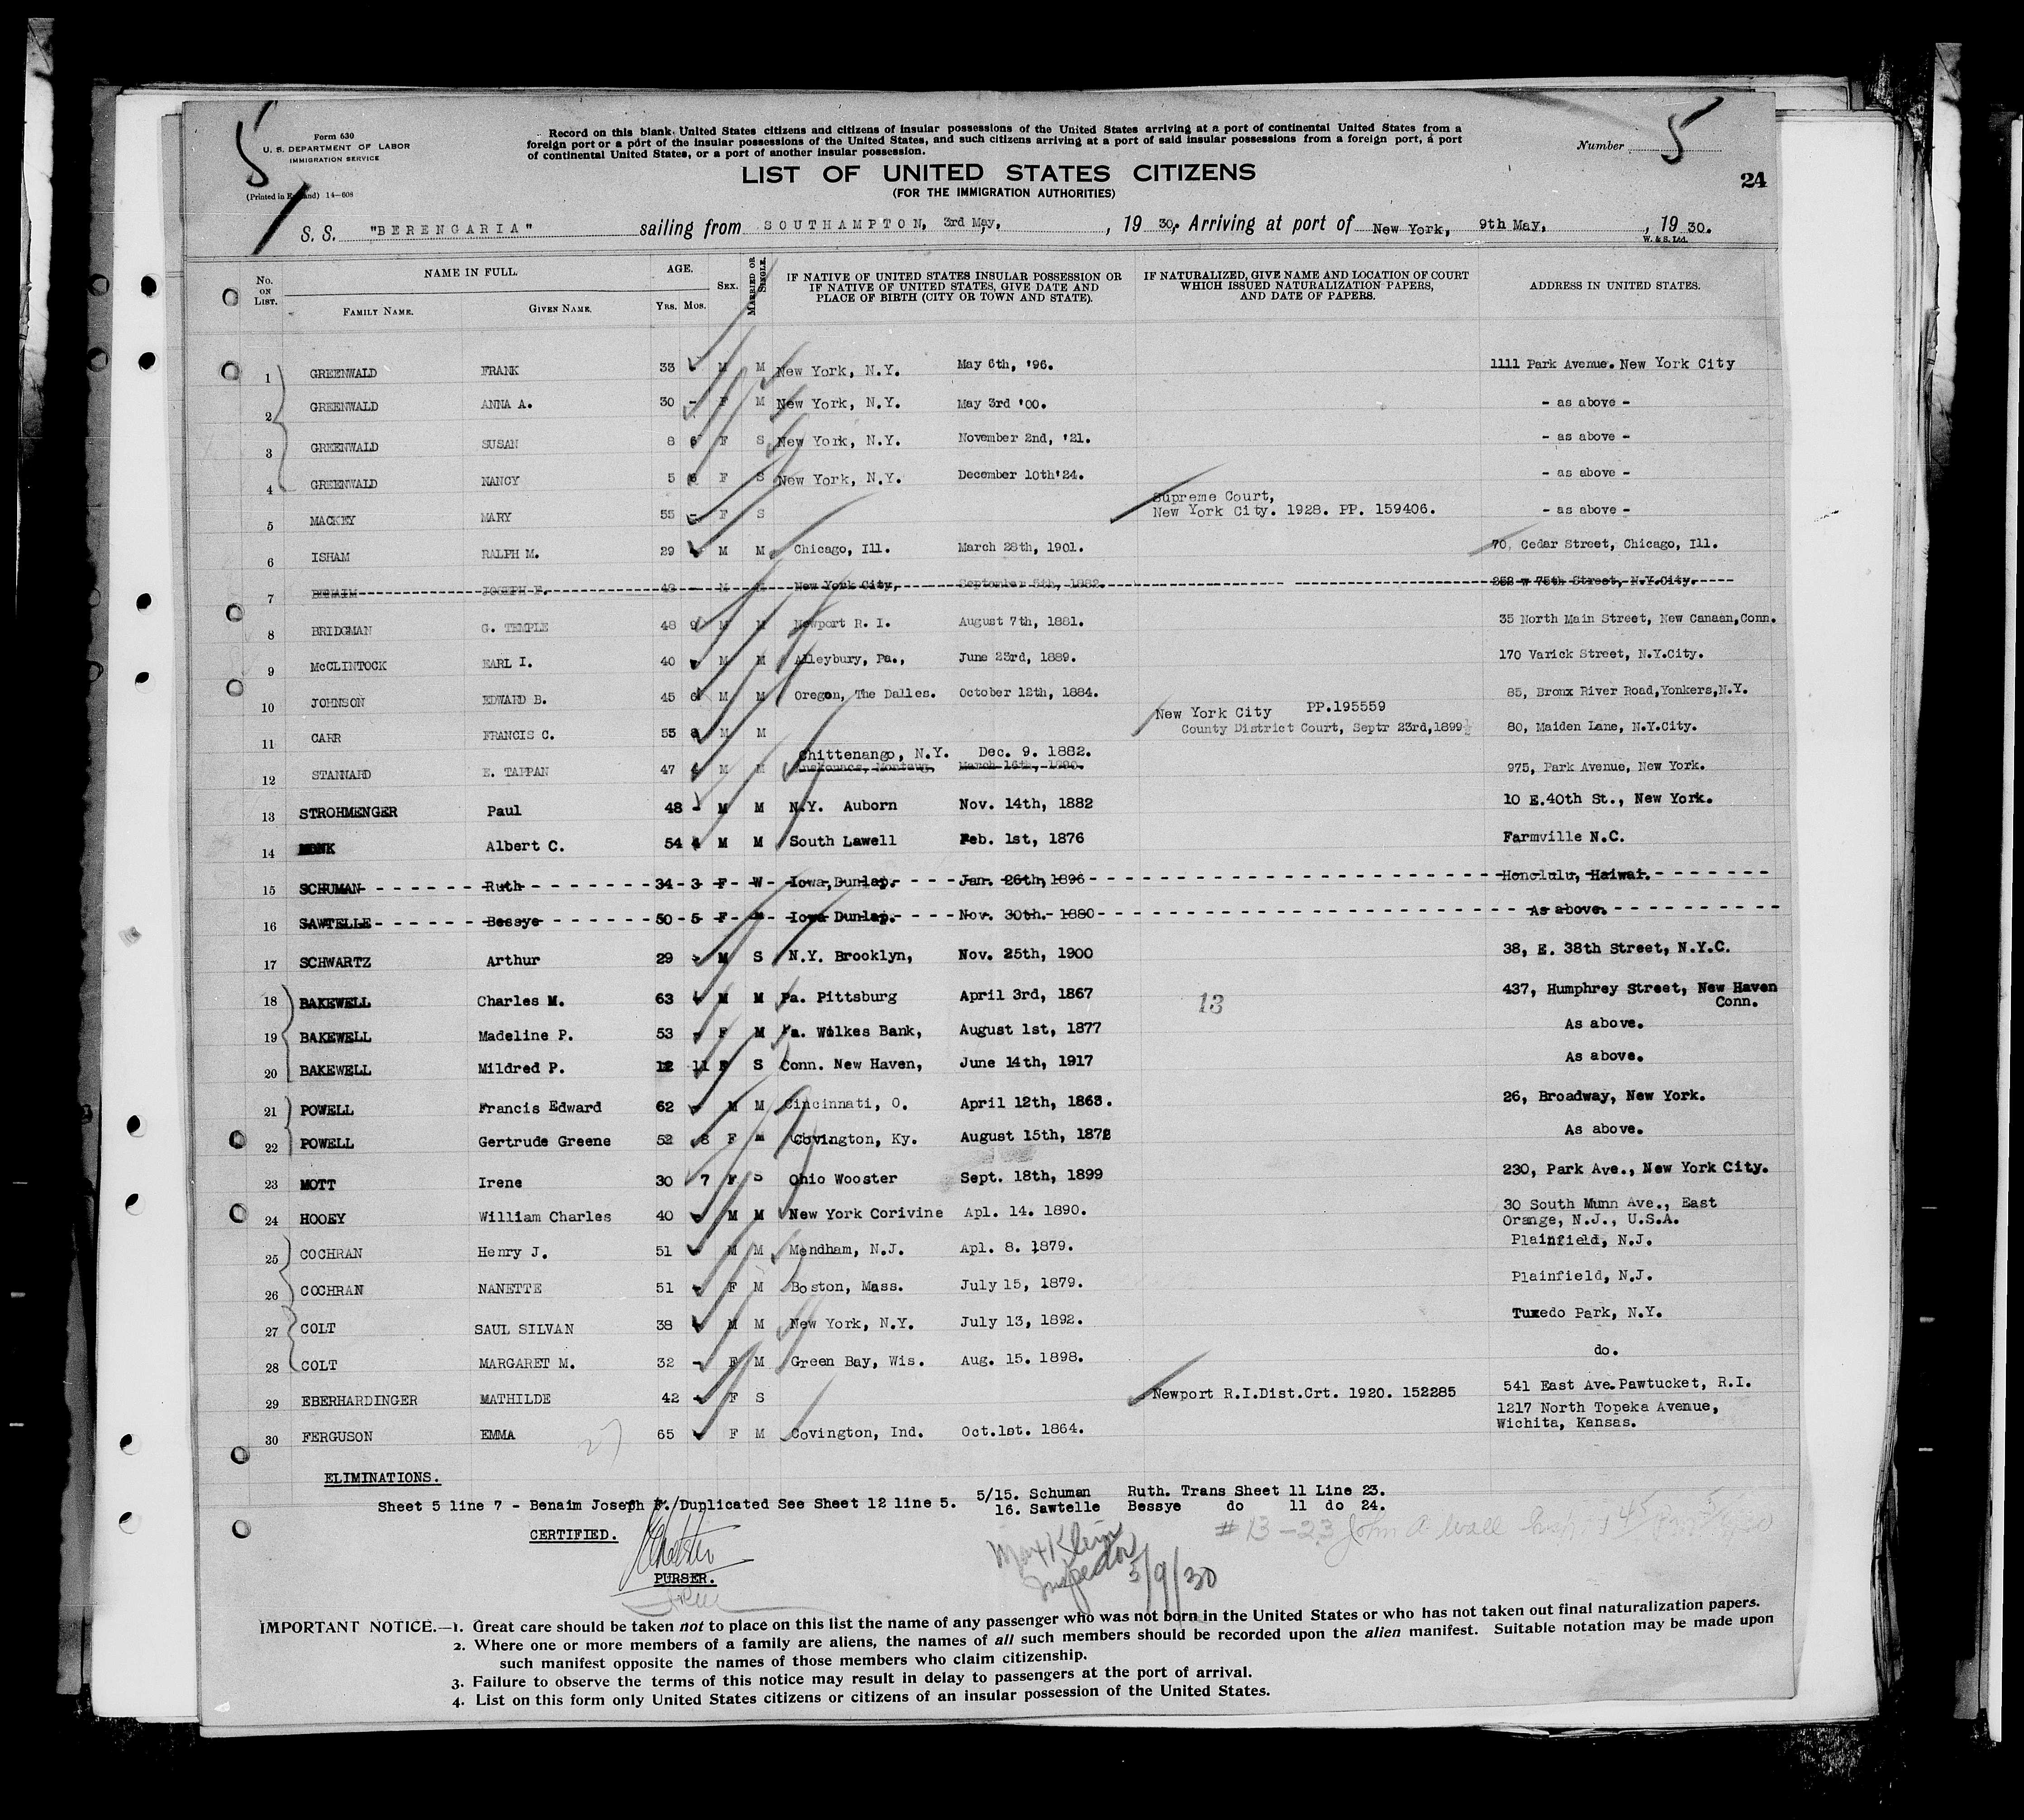 5
Form 630
U. S. DEPARTMENT OF LABOR
IMMIGRATION SERVICE
(Printed in England) 14—608
Record on this blank United States citizens and citizens of insular possessions of the United States arriving at a port of continental United States from a
foreign port or a port of the insular possessions of the United States, and such citizens arriving at a port of said insular possessions from a foreign port, a port
of continental United States, or a port of another insular possession.
Number 5
LIST OF UNITED STATES CITIZENS
(FOR THE IMMIGRATION AUTHORITIES)
24
S. S. "BERENGARIA" sailing from SOUTHAMPTON, 3rd May, , 19 30. Arriving at port of New York, 9th May, , 19 30.
W. & S. Ltd.
No. ON LIST. NAME IN FULL. FAMILY NAME. GIVEN NAME. AGE. YRS. MOS. SEX. MARRIED OR SINGLE. IF NATIVE OF UNITED STATES INSULAR POSSESSION OR IF NATIVE OF UNITED STATES, GIVE DATE AND PLACE OF BIRTH (CITY OR TOWN AND STATE). IF NATURALIZED, GIVE NAME AND LOCATION OF COURT WHICH ISSUED NATURALIZATION PAPERS, AND DATE OF PAPERS. ADDRESS IN UNITED STATES.
1 GREENWALD FRANK 33 M M New York, N.Y. May 6th, '96. 1111 Park Avenue. New York City
2 GREENWALD ANNA A. 30 - F M New York, N.Y. May 3rd '00. - as above -
3 GREENWALD SUSAN 8 6 F S New York, N.Y. November 2nd, '21. - as above -
4 GREENWALD NANCY 5 F S New York, N.Y. December 10th'24. - as above -
5 MACKEY MARY 55 - F S Supreme Court, New York City. 1928. PP. 159406. - as above -
6 ISHAM RALPH M. 29 M M Chicago, Ill. March 28th, 1901. 70, Cedar Street, Chicago, Ill.
7 BENAIM JOSEPH F. 48 - M M New York City, September 5th, 1882. 252 W 75th Street, N.Y.City.
8 BRIDGMAN G. TEMPLE 48 9 M M Newport R. I. August 7th, 1881. 35 North Main Street, New Canaan,Conn.
9 McCLINTOCK EARL I. 40 M M Alleybury, Pa., June 23rd, 1889. 170 Varick Street, N.Y.City.
10 JOHNSON EDWARD B. 45 6 M M Oregon, The Dalles. October 12th, 1884. 85, Bronx River Road,Yonkers,N.Y.
11 CARR FRANCIS C. 55 8 M M New York City PP.195559 County District Court, Septr 23rd,1899 80, Maiden Lane, N.Y.City.
12 STANNARD E. TAPPAN 47 M M Chittenango, N.Y. Dec. 9. 1882. March 16th, 975, Park Avenue, New York.
13 STROHMENGER Paul 48 - M M N.Y. Auborn Nov. 14th, 1882 10 E.40th St., New York.
14 MONK Albert C. 54 M M South Lawell Feb. 1st, 1876 Farmville N.C.
15 SCHUMAN Ruth 34 3 F W Iowa,Dunlap. Jan. 26th, 1896 Honolulu, Haiwai.
16 SAWTELLE Bessye 50 5 F M Iowa Dunlap. Nov. 30th. 1880 As above.
17 SCHWARTZ Arthur 29 M S N.Y. Brooklyn, Nov. 25th, 1900 38, E. 38th Street, N.Y.C.
18 BAKEWELL Charles M. 63 M M Pa. Pittsburg April 3rd, 1867 13 437, Humphrey Street, New Haven Conn.
19 BAKEWELL Madeline P. 53 F M Pa. Wilkes Bank, August 1st, 1877 As above.
20 BAKEWELL Mildred P. 12 11 F S Conn. New Haven, June 14th, 1917 As above.
21 POWELL Francis Edward 62 M M Cincinnati, O. April 12th, 1863. 26, Broadway, New York.
22 POWELL Gertrude Greene 52 8 F M Covington, Ky. August 15th, 1872 As above.
23 MOTT Irene 30 7 F S Ohio Wooster Sept. 18th, 1899 230, Park Ave., New York City.
24 HOOEY William Charles 40 M M New York Corivine Apl. 14. 1890. 30 South Munn Ave., East Orange, N.J., U.S.A.
25 COCHRAN Henry J. 51 M M Mendham, N.J. Apl. 8. 1879. Plainfield, N.J.
26 COCHRAN NANETTE 51 F M Boston, Mass. July 15, 1879. Plainfield, N.J.
27 COLT SAUL SILVAN 38 M M New York, N.Y. July 13, 1892. Tuxedo Park, N.Y.
28 COLT MARGARET M. 32 - F M Green Bay, Wis. Aug. 15. 1898. do.
29 EBERHARDINGER MATHILDE 42 F S Newport R.I.Dist.Crt. 1920. 152285 541 East Ave.Pawtucket, R.I.
30 FERGUSON EMMA 65 F M Covington, Ind. Oct.1st. 1864. 1217 North Topeka Avenue, Wichita, Kansas.
27
ELIMINATIONS.
Sheet 5 line 7 - Benaim Joseph F. Duplicated See Sheet 12 line 5.
5/15. Schuman Ruth. Trans Sheet 11 Line 23.
16. Sawtelle Bessye do 11 do 24.
# 13 - 23 John A. Wall
CERTIFIED.
PURSER.
Max Klein
Inspector
5/9/30
IMPORTANT NOTICE.—1. Great care should be taken not to place on this list the name of any passenger who was not born in the United States or who has not taken out final naturalization papers.
2. Where one or more members of a family are aliens, the names of all such members should be recorded upon the alien manifest. Suitable notation may be made upon
such manifest opposite the names of those members who claim citizenship.
3. Failure to observe the terms of this notice may result in delay to passengers at the port of arrival.
4. List on this form only United States citizens or citizens of an insular possession of the United States.